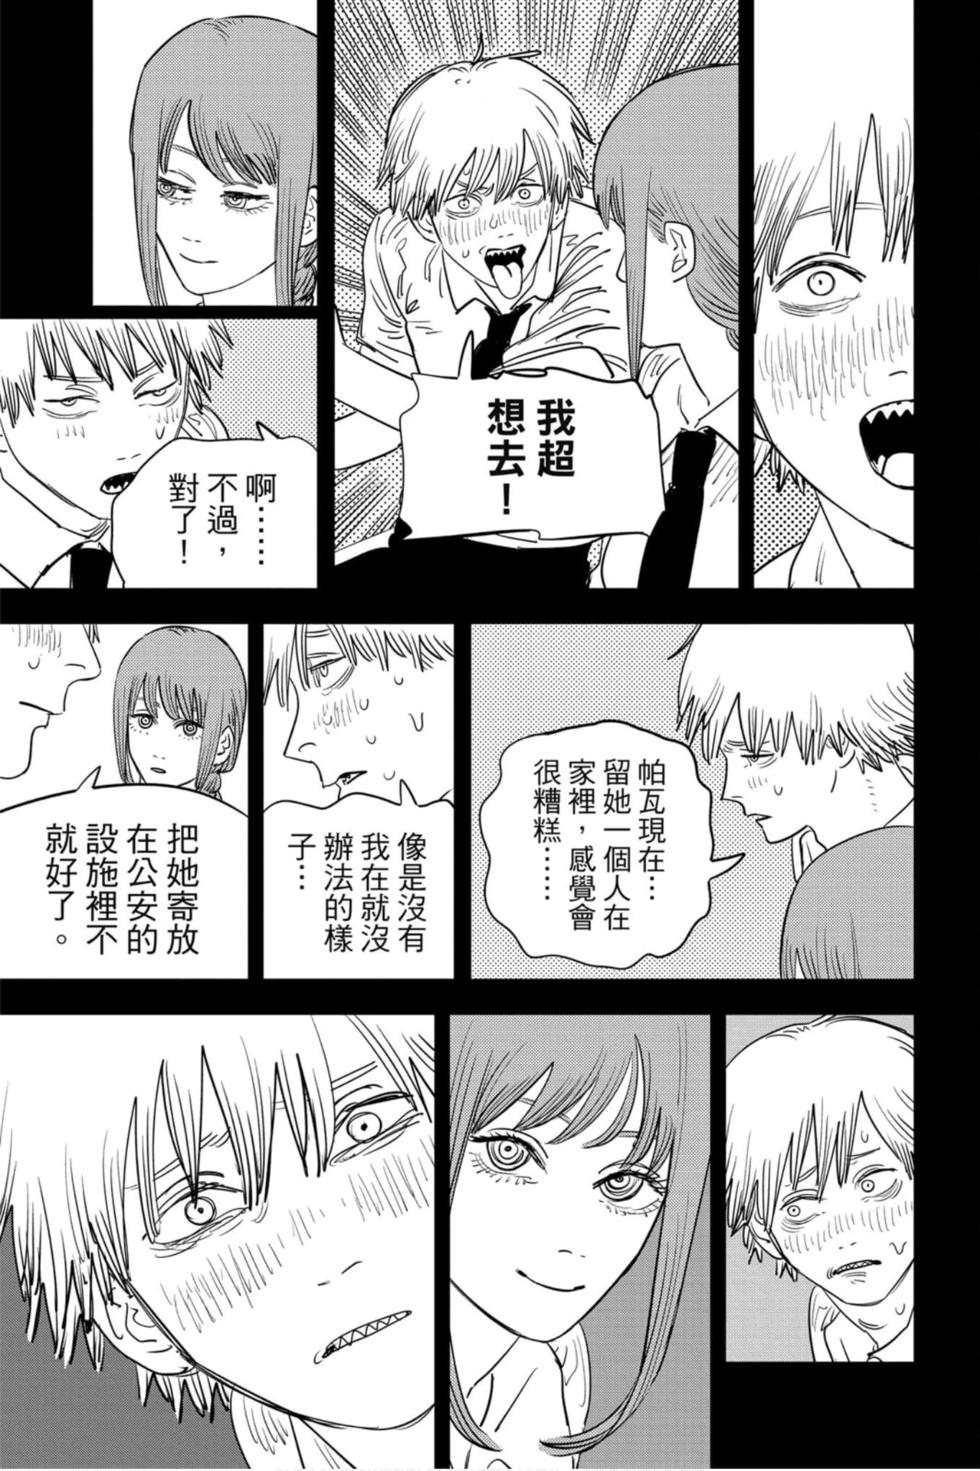 我超
想去！
啊……
不過，
對了！
帕瓦現在…
留她一個人在
家裡，感覺會
很糟糕……
像是沒有
我在就沒
辦法的樣
子…
把她寄放
在公安的
設施裡不
就好了。